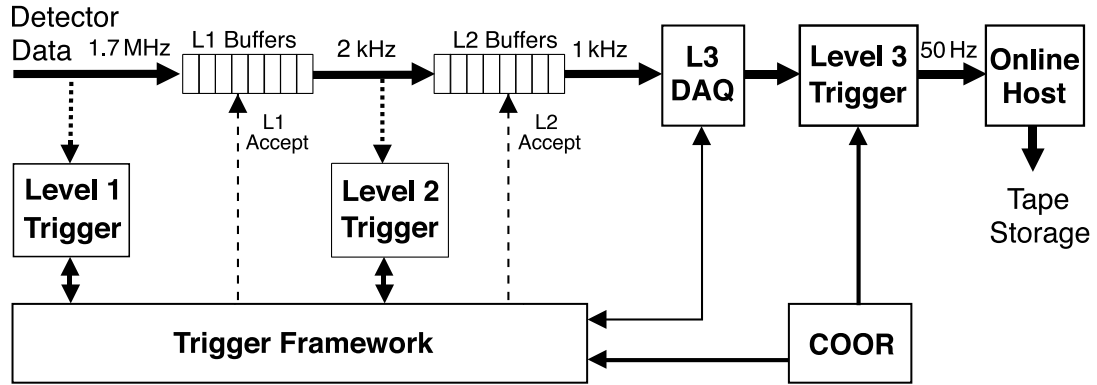 Detector
Data
1.7 MHz
L1 Buffers
2 kHz
L2 Buffers
1 kHz
L3
DAQ
Level 3
Trigger
50 Hz
Online
Host
L1
Accept
L2
Accept
Level 1
Trigger
Level 2
Trigger
Tape
Storage
Trigger Framework
COOR